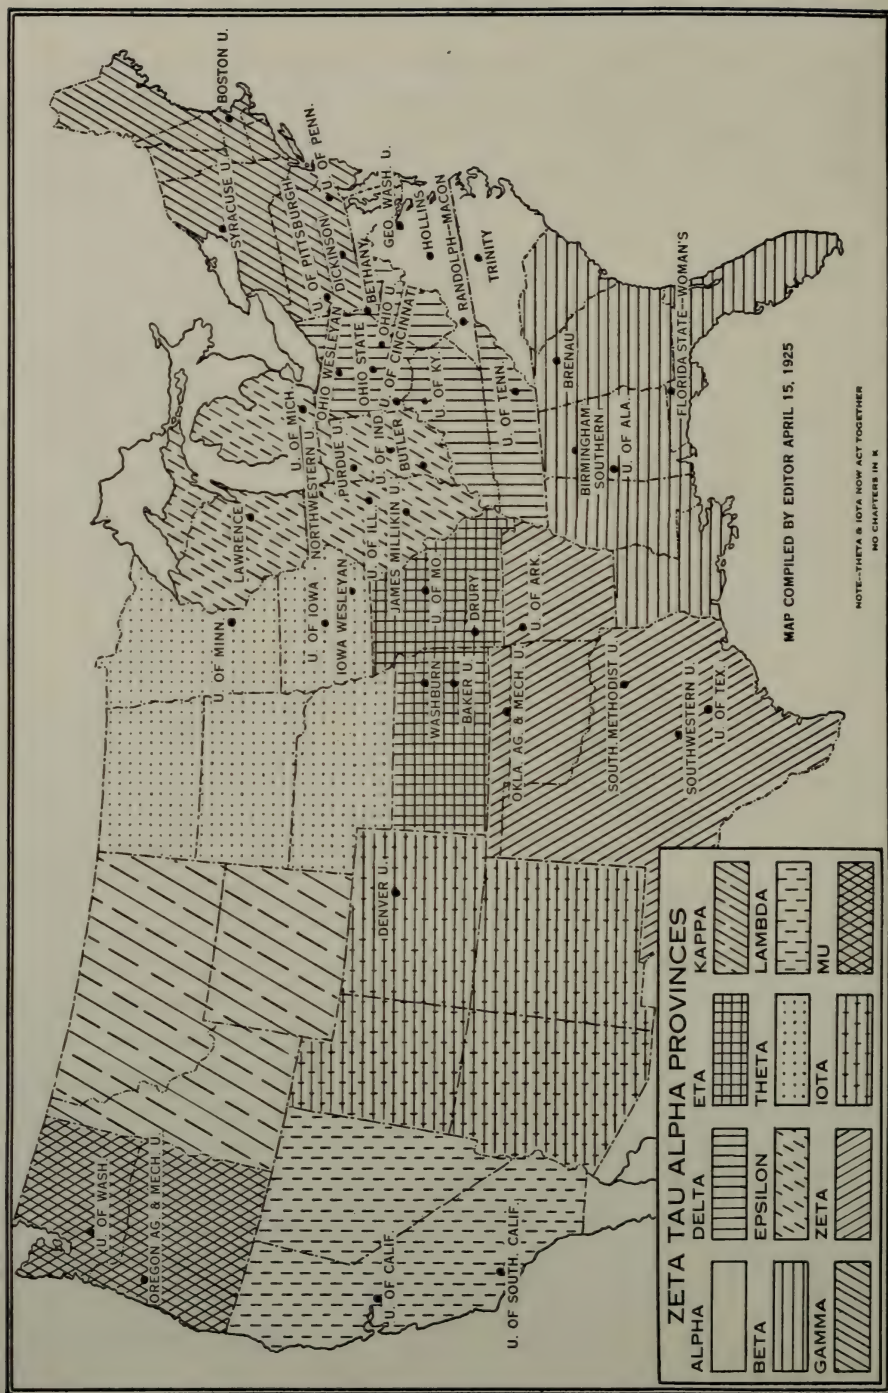 U. OF WASH.
OREGON AG. & MECH. U.
U. OF CALIF.
U. OF SOUTH. CALIF.
DENVER U.
U. OF MINN.
U. OF IOWA
IOWA WESLEYAN
WASHBURN
BAKER U.
U. OF MO.
DRURY
OKLA. AG. & MECH. U.
U. OF ARK.
SOUTH. METHODIST U.
SOUTHWESTERN U.
U. OF TEX.
LAWRENCE
NORTHWESTERN U.
U. OF MICH.
PURDUE U.
U. OF ILL.
U. OF IND.
JAMES MILLIKIN U.
BUTLER
OHIO WESLEYAN
OHIO STATE
OHIO U.
U. OF CINCINNATI
U. OF KY.
U. OF TENN.
BIRMINGHAM
SOUTHERN
U. OF ALA.
BRENAU
FLORIDA STATE—WOMAN'S
SYRACUSE U.
BOSTON U.
U. OF PITTSBURGH
U. OF PENN.
DICKINSON
BETHANY
GEO. WASH. U.
HOLLINS
RANDOLPH—MACON
TRINITY
ZETA TAU ALPHA PROVINCES
ALPHA
DELTA
ETA
KAPPA
BETA
EPSILON
THETA
LAMBDA
GAMMA
ZETA
IOTA
MU
MAP COMPILED BY EDITOR APRIL 15, 1925
NOTE—THETA & IOTA NOW ACT TOGETHER
NO CHAPTERS IN K